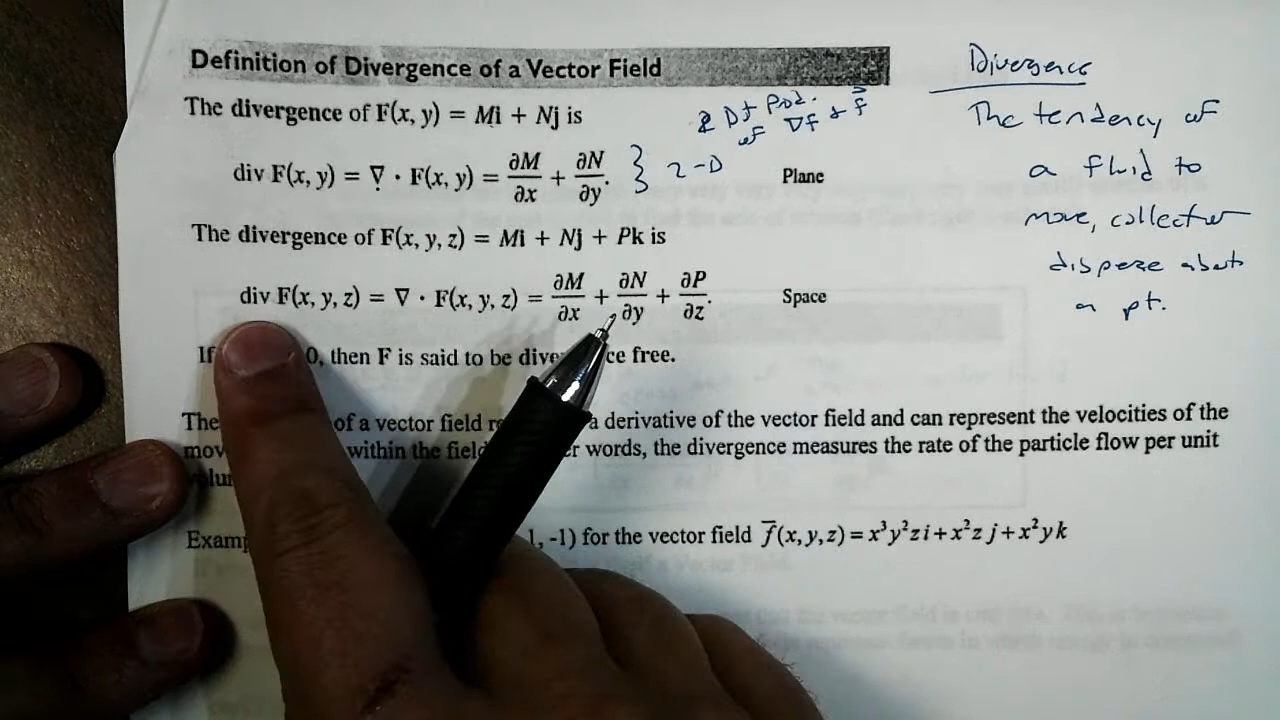 Definition of Divergence of a Vector Field
The divergence of F(x, y) = Mi + Nj is
Dt Prod.
of ∇f & f⃗
div F(x, y) = ∇ · F(x, y) = ∂M/∂x + ∂N/∂y. } 2-D Plane
The divergence of F(x, y, z) = Mi + Nj + Pk is
div F(x, y, z) = ∇ · F(x, y, z) = ∂M/∂x + ∂N/∂y + ∂P/∂z. Space
If 0, then F is said to be free.
The of a vector field a derivative of the vector field and can represent the velocities of the
within the field words, the divergence measures the rate of the particle flow per unit
1, -1) for the vector field f̅(x,y,z) = x³y²z i + x²z j + x²y k
Divergence
The tendency of
a fluid to
move, collect or
disperse about
a pt.